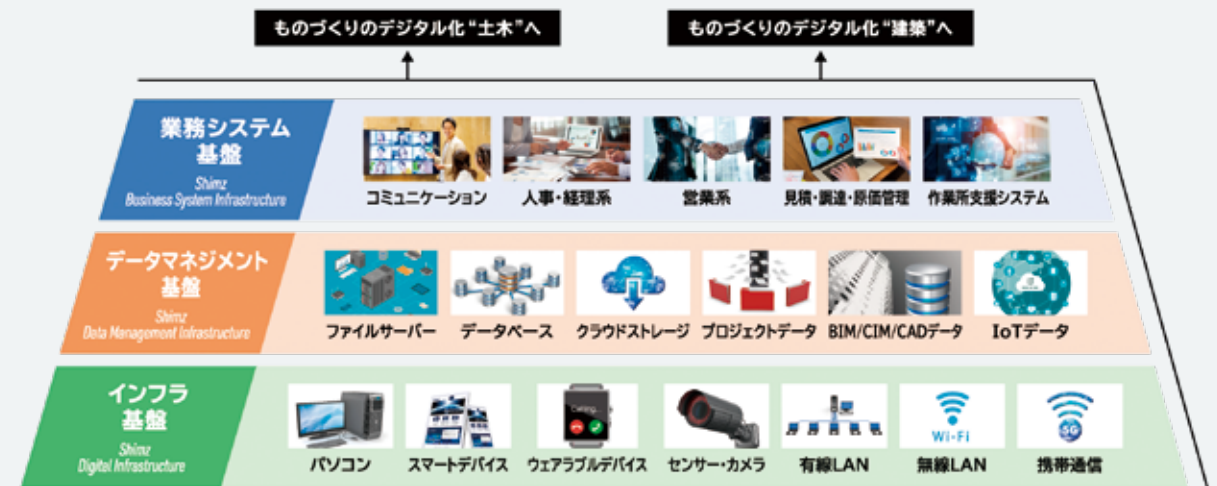 ものづくりのデジタル化“土木”へ
ものづくりのデジタル化“建築”へ
業務システム
基盤
Shimz
Business System Infrastructure
コミュニケーション
人事・経理系
営業系
見積・調達・原価管理
作業所支援システム
データマネジメント
基盤
Shimz
Data Management Infrastructure
ファイルサーバー
データベース
クラウドストレージ
プロジェクトデータ
BIM/CIM/CADデータ
IoTデータ
インフラ
基盤
Shimz
Digital Infrastructure
Calling...
Wi-Fi
5G
パソコン
スマートデバイス
ウェアラブルデバイス
センサー・カメラ
有線LAN
無線LAN
携帯通信